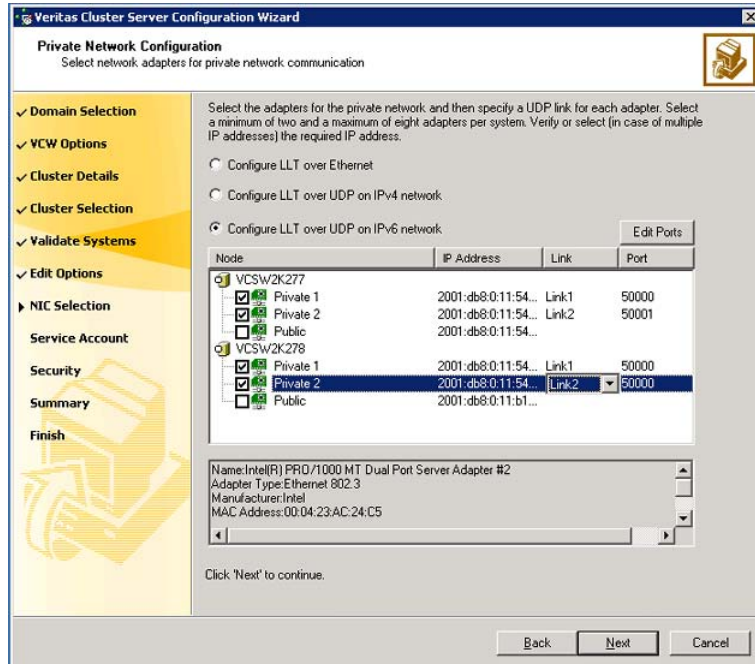 Veritas Cluster Server Configuration Wizard
Private Network Configuration
Select network adapters for private network communication
Domain Selection
VCW Options
Cluster Details
Cluster Selection
Validate Systems
Edit Options
NIC Selection
Service Account
Security
Summary
Finish
Select the adapters for the private network and then specify a UDP link for each adapter. Select
a minimum of two and a maximum of eight adapters per system. Verify or select (in case of multiple
IP addresses) the required IP address.
Configure LLT over Ethernet
Configure LLT over UDP on IPv4 network
Configure LLT over UDP on IPv6 network
Edit Ports
Node IP Address Link Port
VCSW2K277
Private 1 2001:db8:0:11:54... Link1 50000
Private 2 2001:db8:0:11:54... Link2 50001
Public 2001:db8:0:11:54...
VCSW2K278
Private 1 2001:db8:0:11:54... Link1 50000
Private 2 2001:db8:0:11:54... Link2 50000
Public 2001:db8:0:11:b1...
Name:Intel(R) PRO/1000 MT Dual Port Server Adapter #2
Adapter Type:Ethernet 802.3
Manufacturer:Intel
MAC Address:00:04:23:AC:24:C5
Click 'Next' to continue.
Back Next Cancel